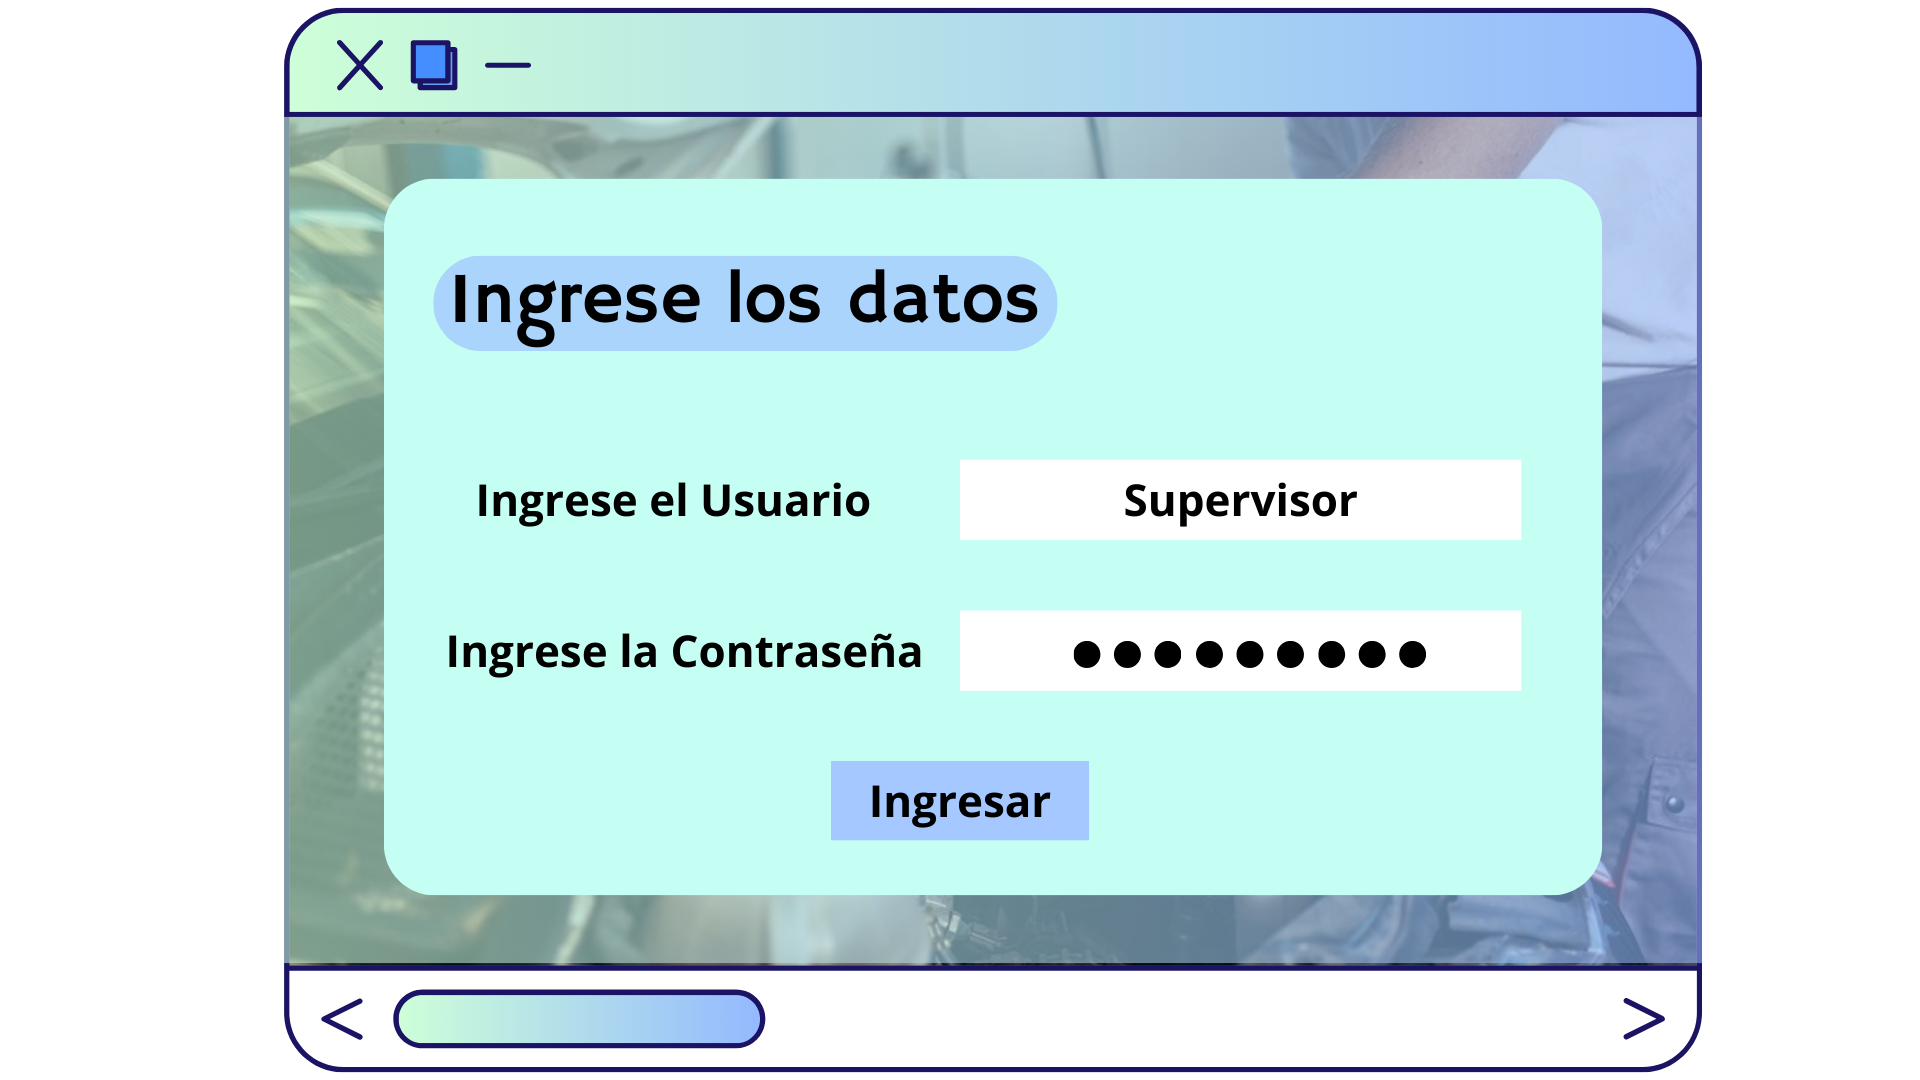 Ingrese los datos
Ingrese el Usuario
Supervisor
Ingrese la Contraseña
●●●●●●●●●
Ingresar